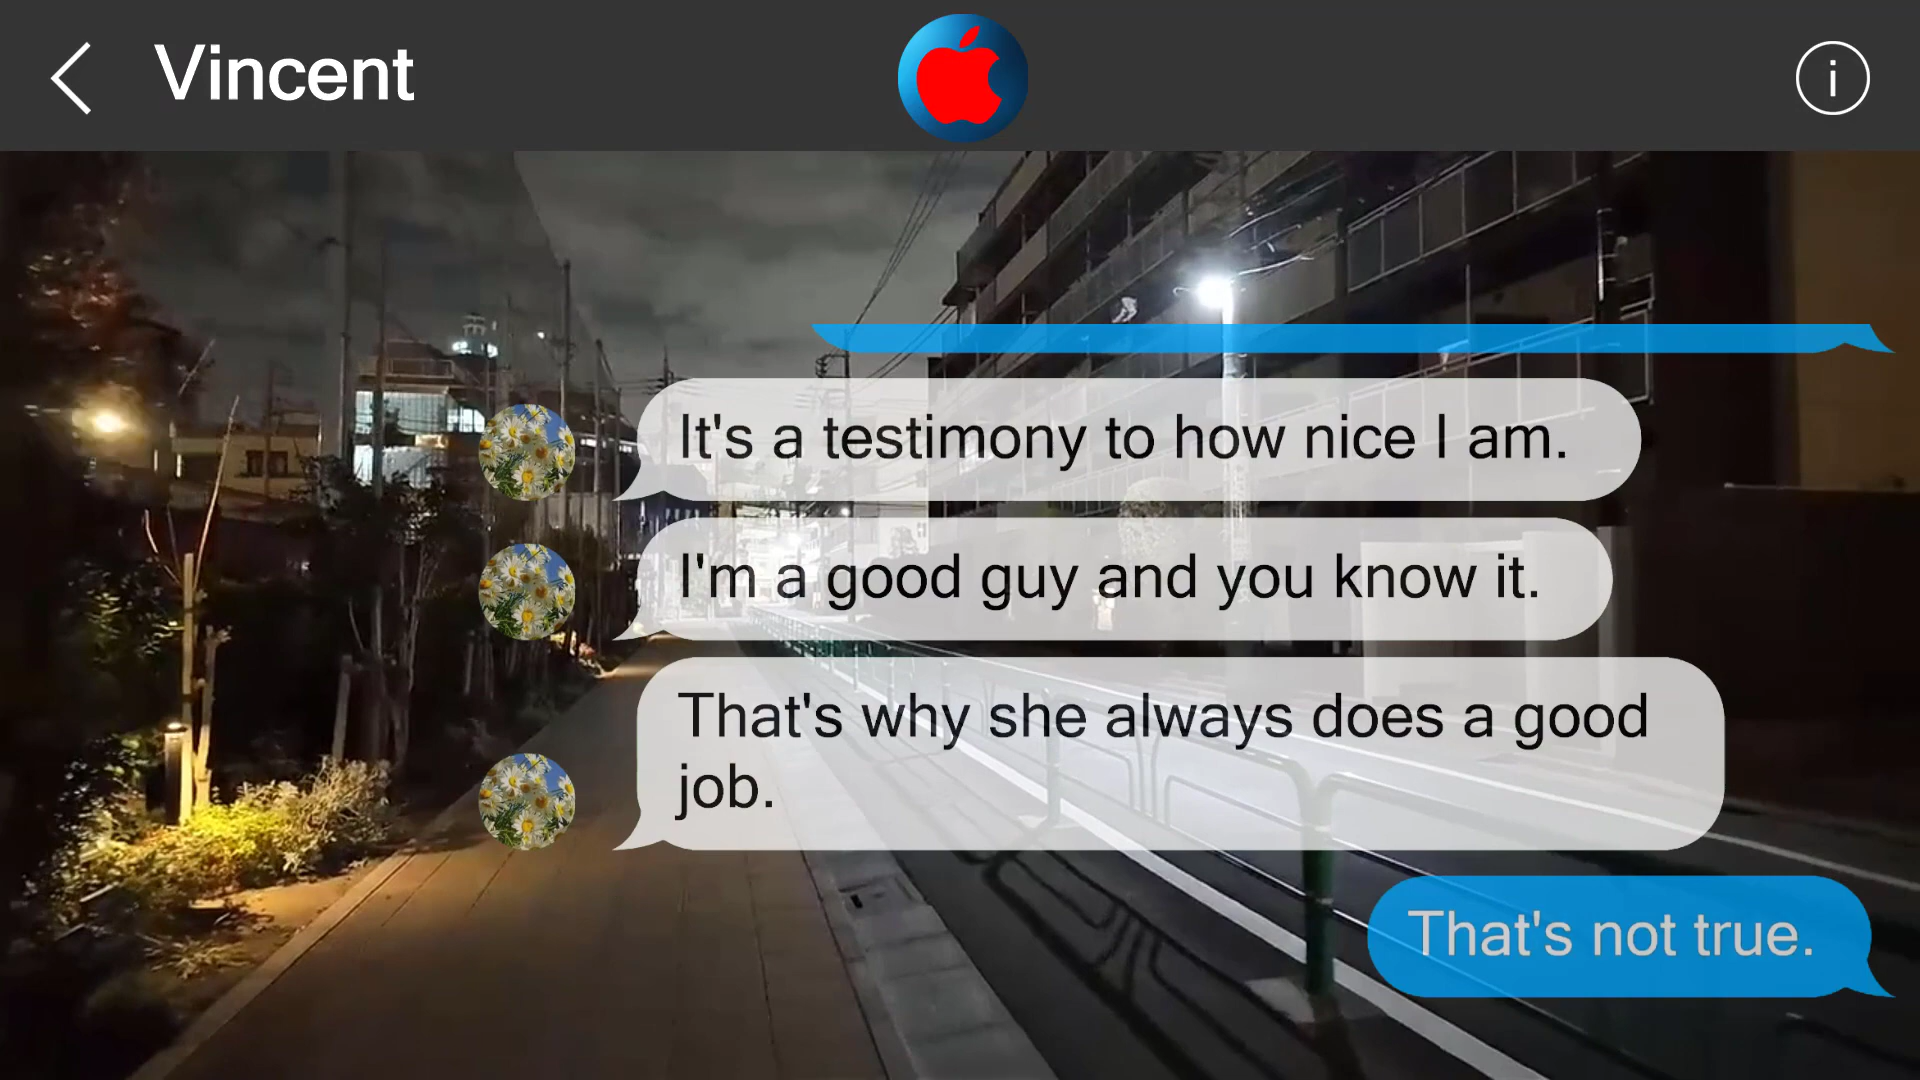 Vincent
i
It's a testimony to how nice I am.
I'm a good guy and you know it.
That's why she always does a good
job.
That's not true.